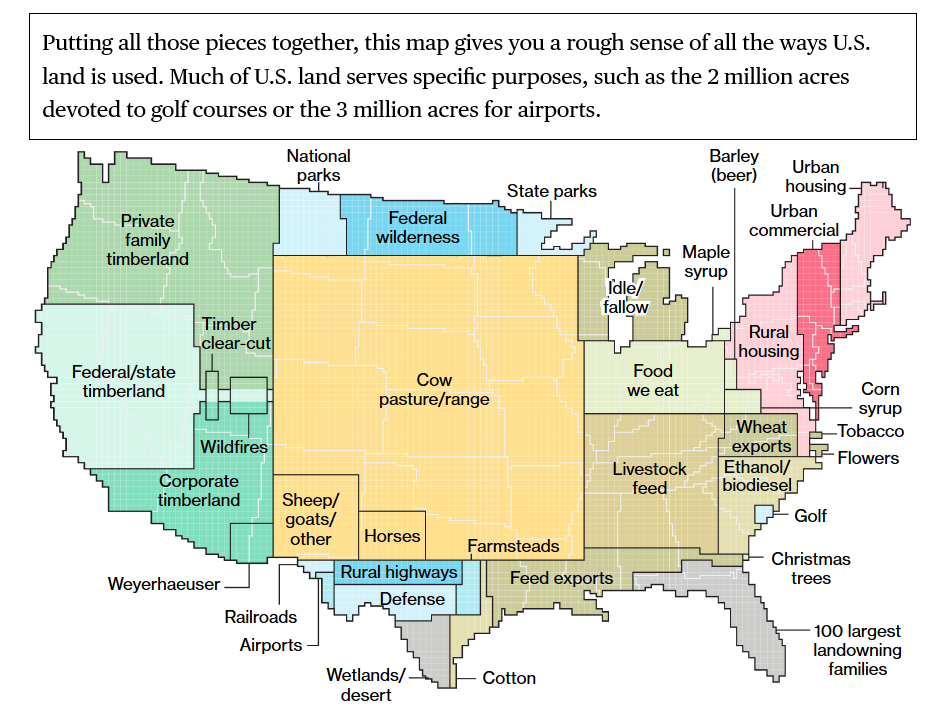 Putting all those pieces together, this map gives you a rough sense of all the ways U.S.
land is used. Much of U.S. land serves specific purposes, such as the 2 million acres
devoted to golf courses or the 3 million acres for airports.
National
parks
State parks
Barley
(beer)
Urban
housing
Urban
commercial
Private
family
timberland
Federal
wilderness
Maple
syrup
Idle/
fallow
Timber
clear-cut
Rural
housing
Federal/state
timberland
Cow
pasture/range
Food
we eat
Corn
syrup
Wildfires
Wheat
exports
Tobacco
Flowers
Corporate
timberland
Livestock
feed
Ethanol/
biodiesel
Sheep/
goats/
other
Horses
Golf
Farmsteads
Weyerhaeuser
Rural highways
Feed exports
Christmas
trees
Defense
Railroads
Airports
100 largest
landowning
families
Wetlands/
desert
Cotton